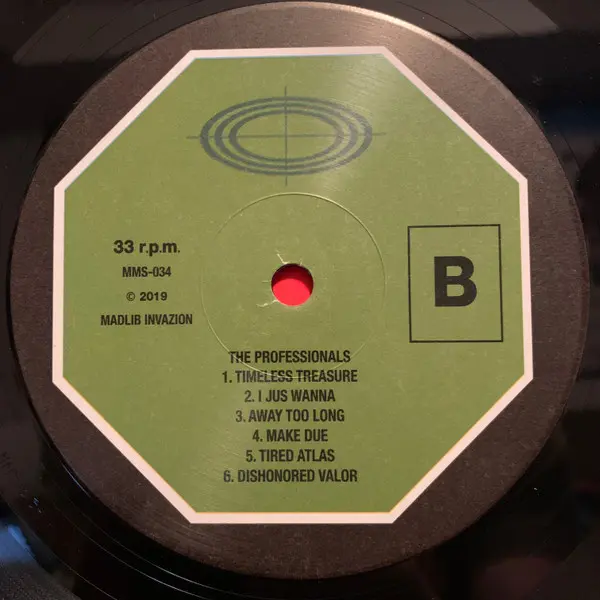 33 r.p.m.
MMS-034
© 2019
MADLIB INVAZION
B
THE PROFESSIONALS
1. TIMELESS TREASURE
2. I JUS WANNA
3. AWAY TOO LONG
4. MAKE DUE
5. TIRED ATLAS
6. DISHONORED VALOR